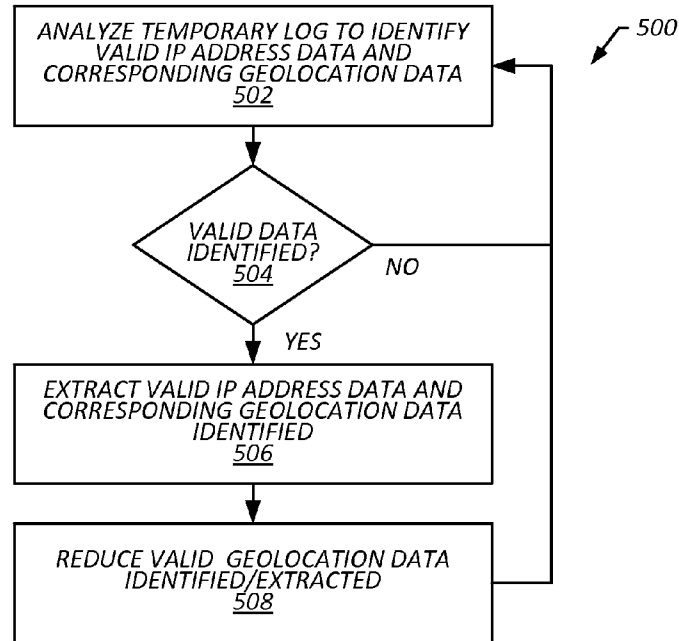 ANALYZE TEMPORARY LOG TO IDENTIFY
VALID IP ADDRESS DATA AND
CORRESPONDING GEOLOCATION DATA
502
500
VALID DATA
IDENTIFIED?
504
NO
YES
EXTRACT VALID IP ADDRESS DATA AND
CORRESPONDING GEOLOCATION DATA
IDENTIFIED
506
REDUCE VALID GEOLOCATION DATA
IDENTIFIED/EXTRACTED
508